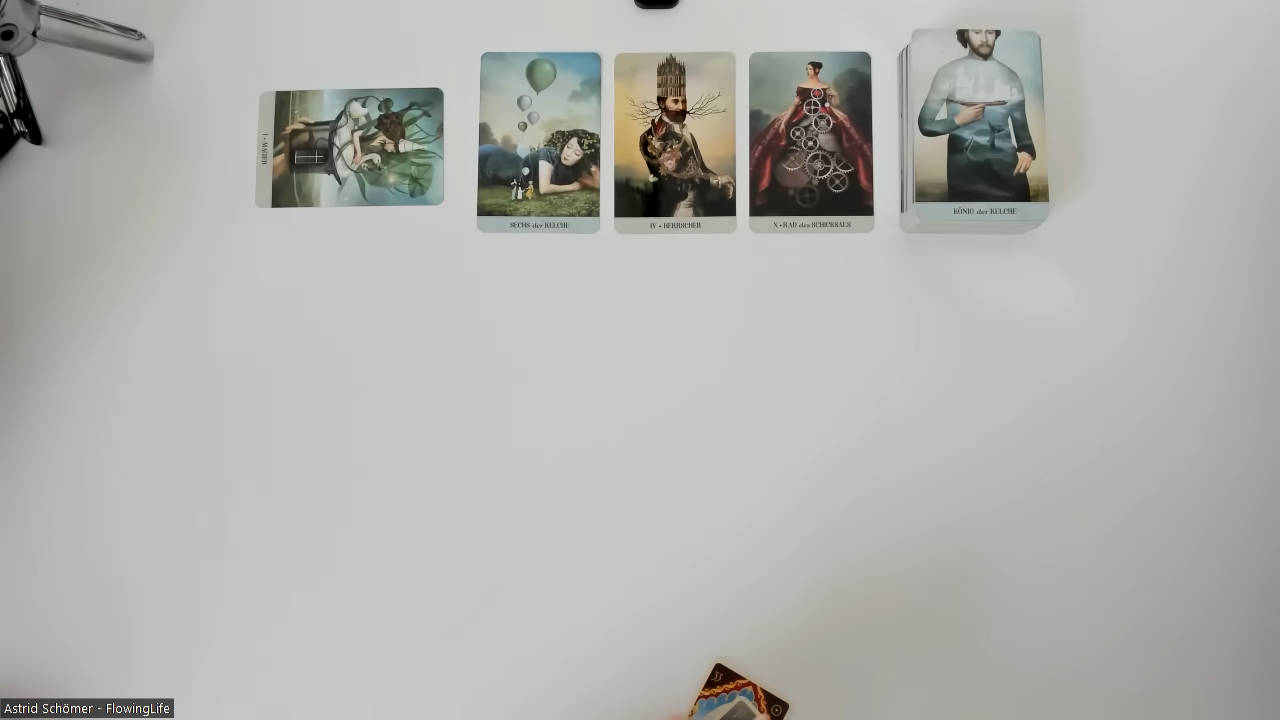 I • MAGIER
SECHS der KELCHE
IV • HERRSCHER
X • RAD des SCHICKSALS
KÖNIG der KELCHE
Astrid Schömer - FlowingLife